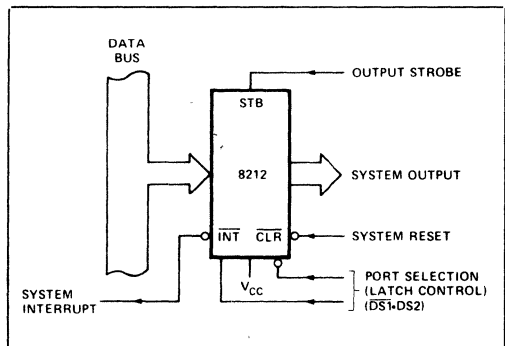 DATA
BUS
OUTPUT STROBE
STB
8212
SYSTEM OUTPUT
INT
CLR
SYSTEM RESET
SYSTEM
INTERRUPT
VCC
PORT SELECTION
(LATCH CONTROL)
(DS1•DS2)